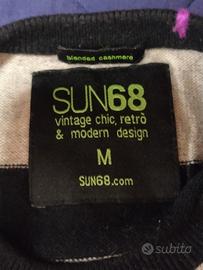 blended cashmere
SUN68
vintage chic, retrò
& modern design
M
SUN68.com
subito